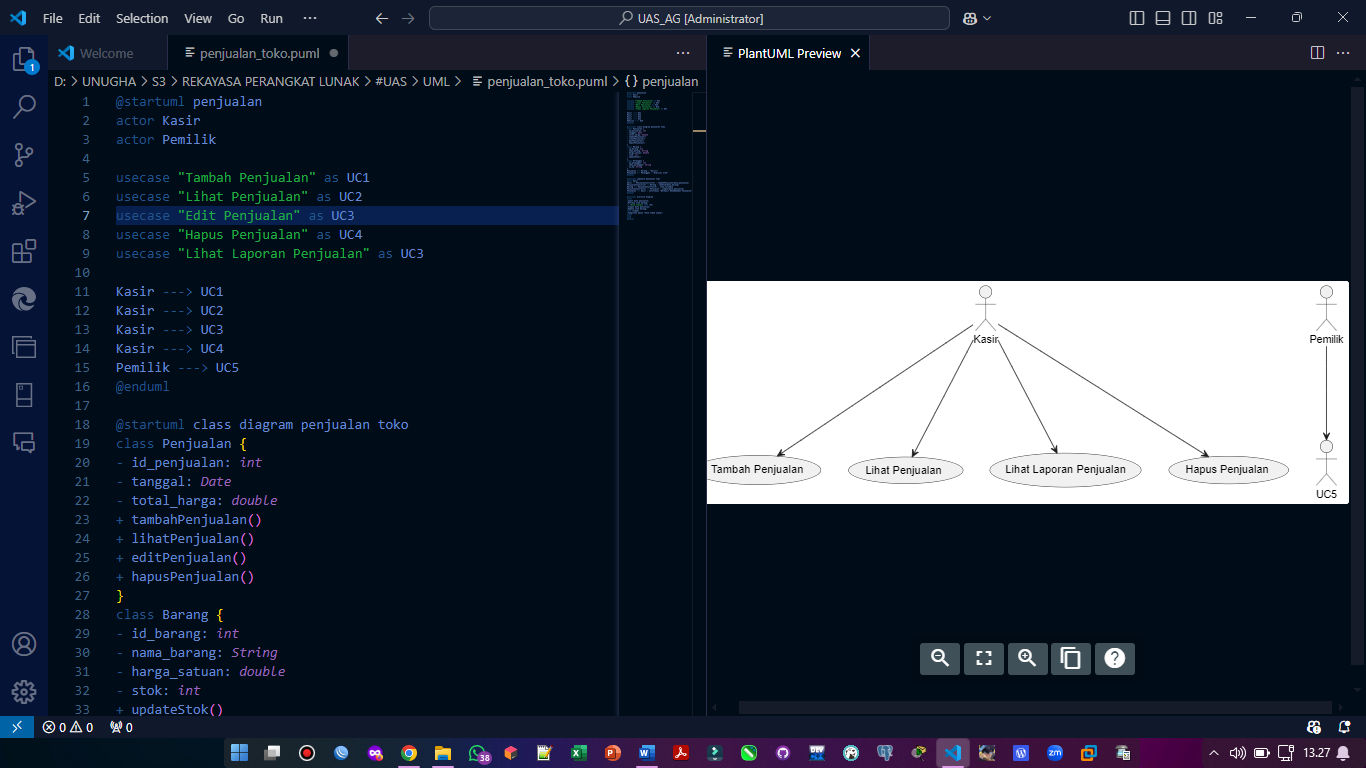 File Edit Selection View Go Run ···
UAS_AG [Administrator]
Welcome
penjualan_toko.puml
PlantUML Preview
D: > UNUGHA > S3 > REKAYASA PERANGKAT LUNAK > #UAS > UML > penjualan_toko.puml > {} penjualan
1 @startuml penjualan
2 actor Kasir
3 actor Pemilik
4
5 usecase "Tambah Penjualan" as UC1
6 usecase "Lihat Penjualan" as UC2
7 usecase "Edit Penjualan" as UC3
8 usecase "Hapus Penjualan" as UC4
9 usecase "Lihat Laporan Penjualan" as UC3
10
11 Kasir ---> UC1
12 Kasir ---> UC2
13 Kasir ---> UC3
14 Kasir ---> UC4
15 Pemilik ---> UC5
16 @enduml
17
18 @startuml class diagram penjualan toko
19 class Penjualan {
20 - id_penjualan: int
21 - tanggal: Date
22 - total_harga: double
23 + tambahPenjualan()
24 + lihatPenjualan()
25 + editPenjualan()
26 + hapusPenjualan()
27 }
28 class Barang {
29 - id_barang: int
30 - nama_barang: String
31 - harga_satuan: double
32 - stok: int
33 + updateStok()
Kasir
Pemilik
Tambah Penjualan
Lihat Penjualan
Lihat Laporan Penjualan
Hapus Penjualan
UC5
1
0 0 0
38
13.27